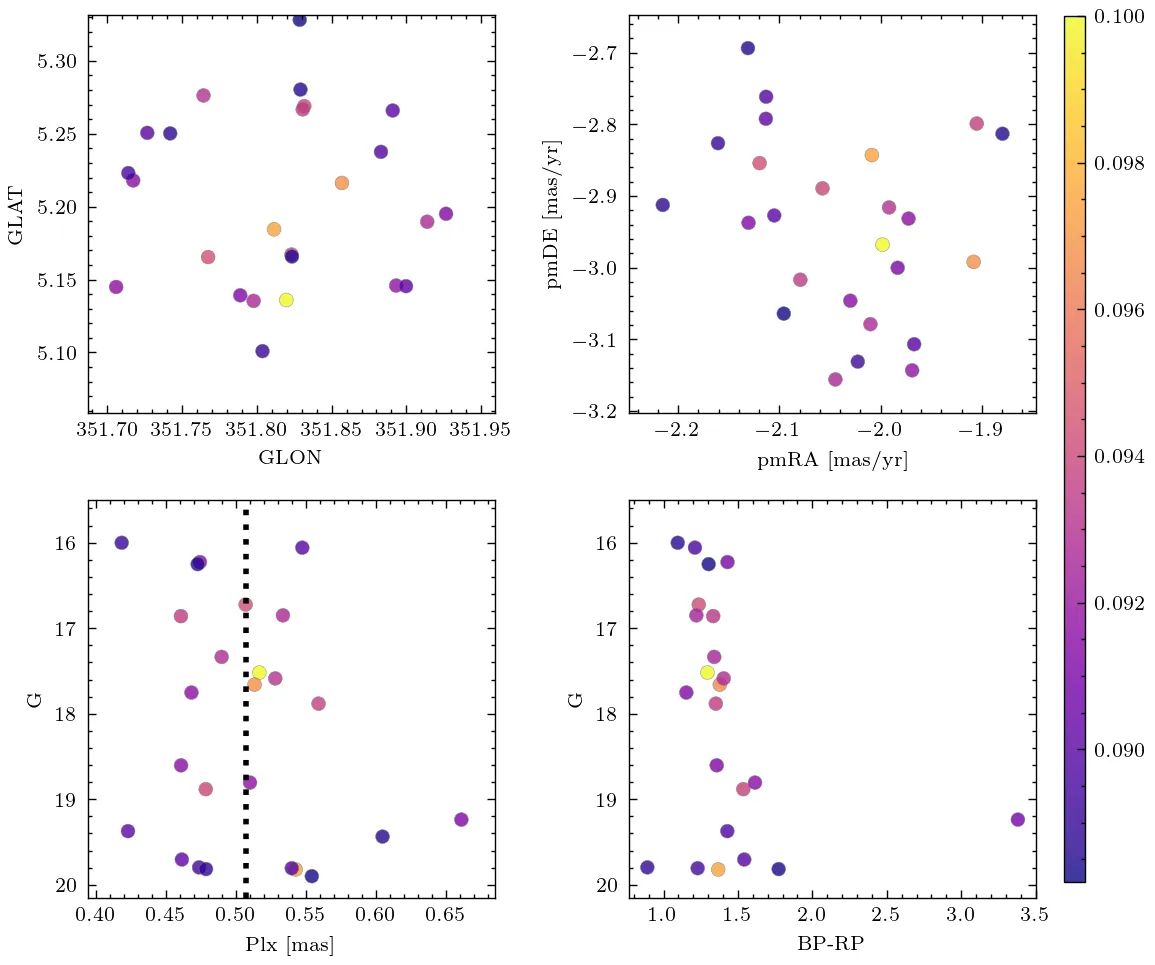 5.30
5.25
5.20
5.15
5.10
GLAT
351.70 351.75 351.80 351.85 351.90 351.95
GLON
−2.7
−2.8
−2.9
−3.0
−3.1
−3.2
pmDE [mas/yr]
−2.2 −2.1 −2.0 −1.9
pmRA [mas/yr]
0.100
0.098
0.096
0.094
0.092
0.090
16
17
18
19
20
G
0.40 0.45 0.50 0.55 0.60 0.65
Plx [mas]
16
17
18
19
20
G
1.0 1.5 2.0 2.5 3.0 3.5
BP-RP